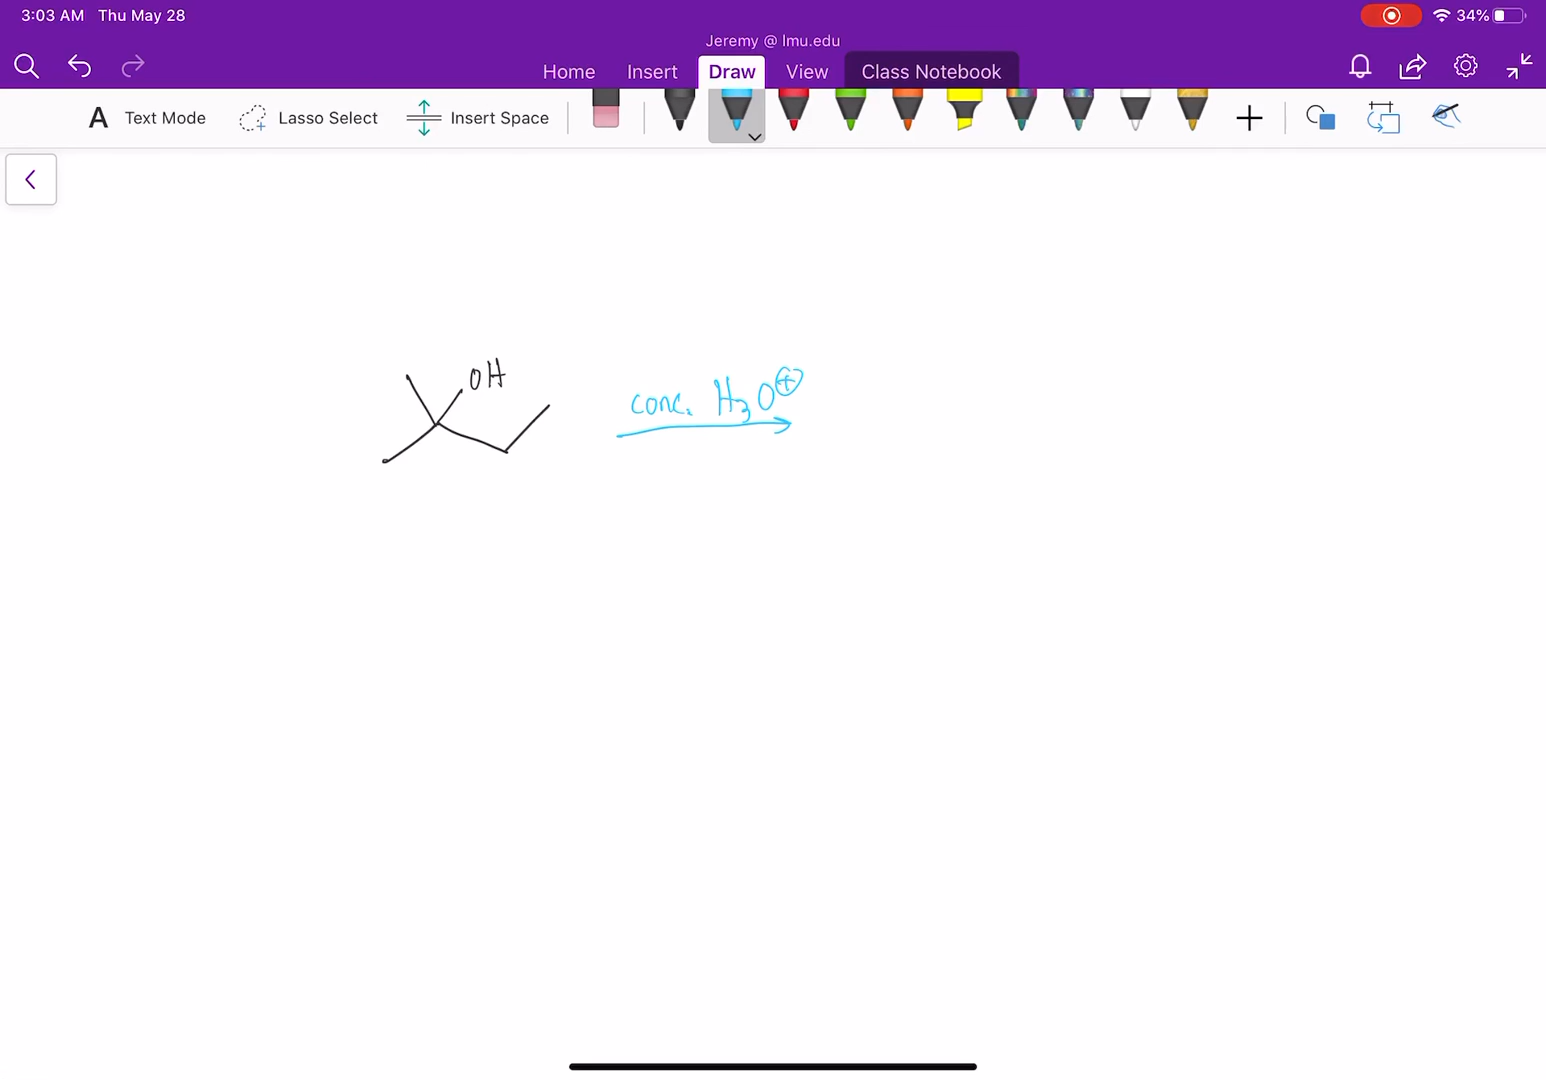 3:03 AM Thu May 28
34%
Jeremy @ lmu.edu
Home Insert Draw View Class Notebook
A Text Mode Lasso Select Insert Space
OH
conc. H₃O⊕